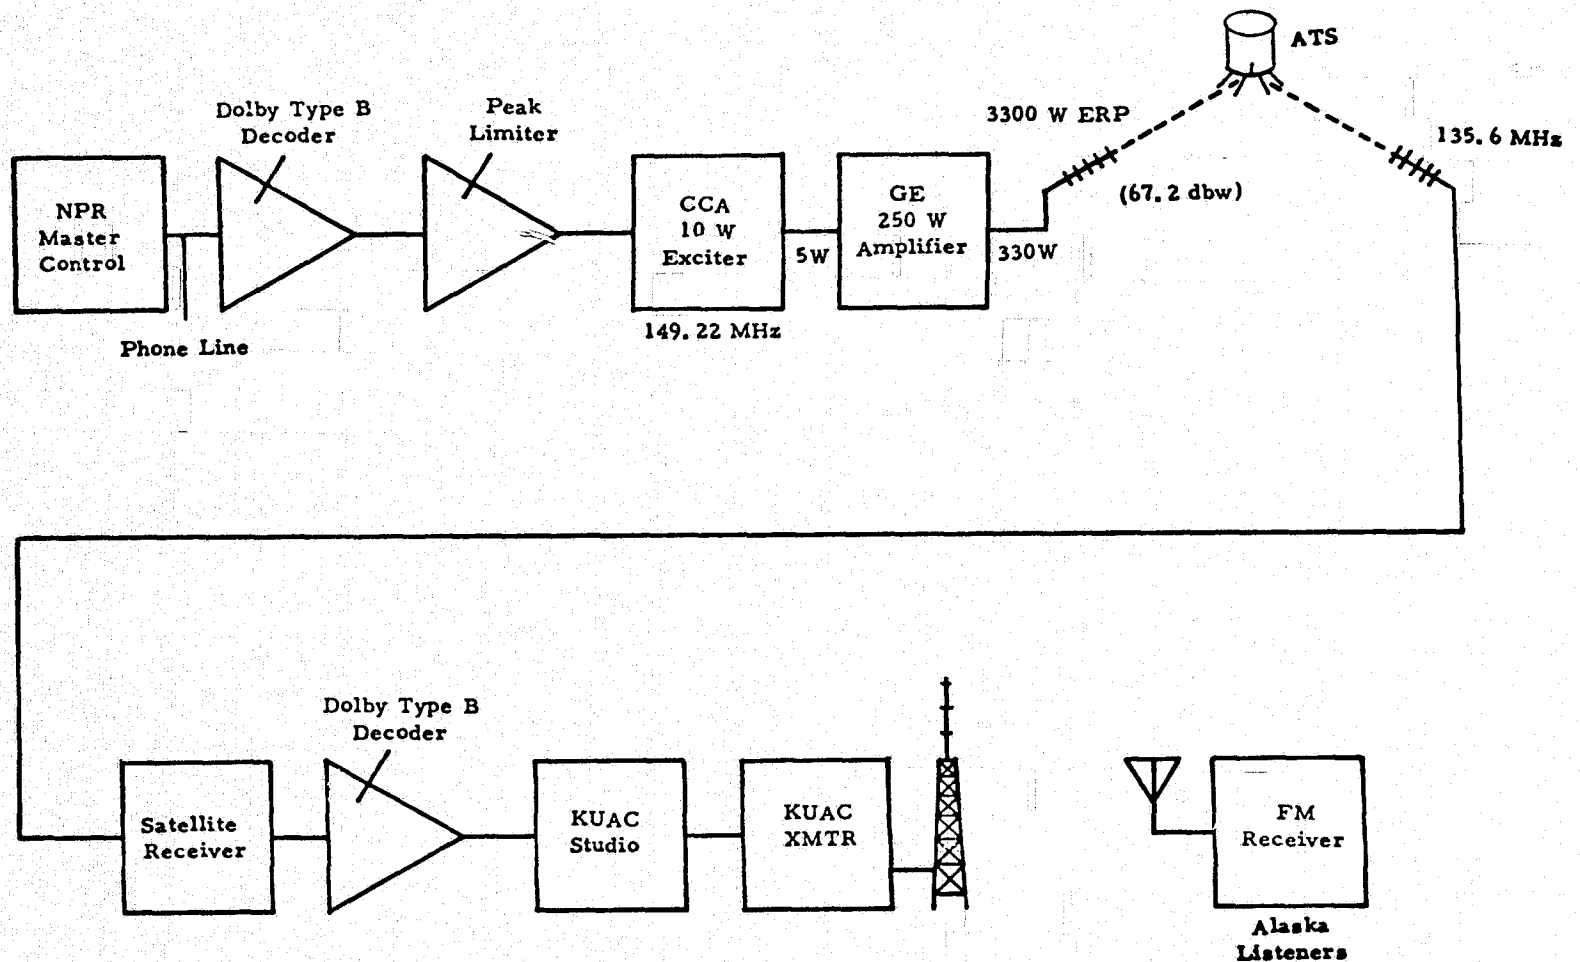 ATS
3300 W ERP
135.6 MHz
(67.2 dbw)
Dolby Type B
Decoder
Peak
Limiter
NPR
Master
Control
CCA
10 W
Exciter
5W
GE
250 W
Amplifier
330W
149.22 MHz
Phone Line
Dolby Type B
Decoder
Satellite
Receiver
KUAC
Studio
KUAC
XMTR
FM
Receiver
Alaska
Listeners